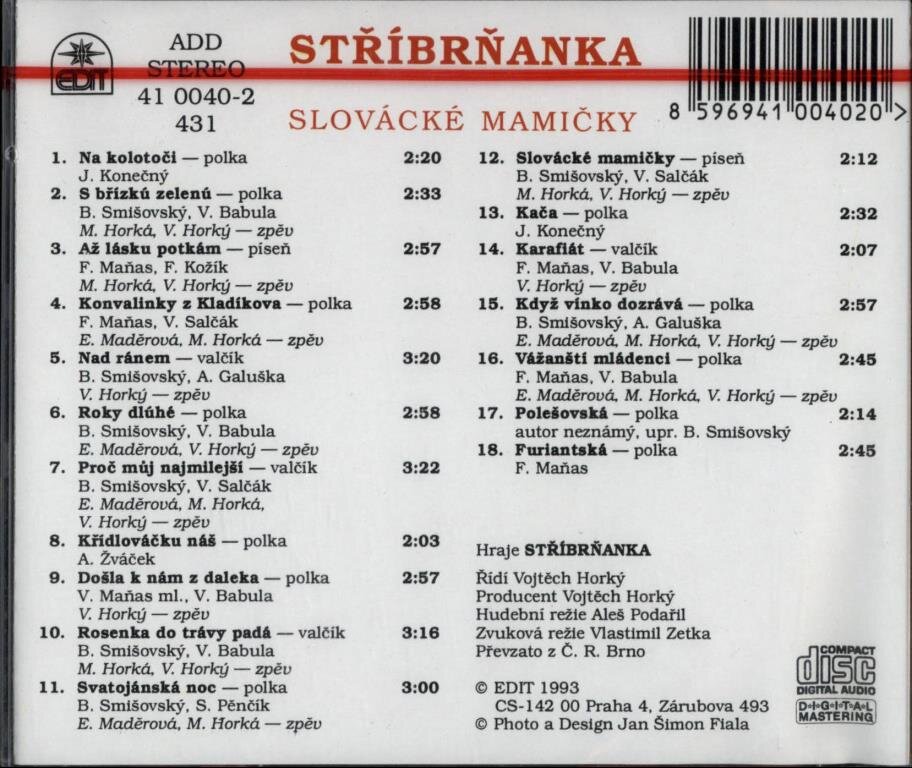 EDIT
ADD
STEREO
41 0040-2
431
STŘÍBRŇANKA
SLOVÁCKÉ MAMIČKY
8 596941 004020 >
1. Na kolotoči — polka 2:20
J. Konečný
2. S břízkú zelenú — polka 2:33
B. Smišovský, V. Babula
M. Horká, V. Horký — zpěv
3. Až lásku potkám — píseň 2:57
F. Maňas, F. Kožík
M. Horká, V. Horký — zpěv
4. Konvalinky z Kladíkova — polka 2:58
F. Maňas, V. Salčák
E. Maděrová, M. Horká — zpěv
5. Nad ránem — valčík 3:20
B. Smišovský, A. Galuška
V. Horký — zpěv
6. Roky dlúhé — polka 2:58
B. Smišovský, V. Babula
E. Maděrová, V. Horký — zpěv
7. Proč můj najmilejší — valčík 3:22
B. Smišovský, V. Salčák
E. Maděrová, M. Horká,
V. Horký — zpěv
8. Křídlováčku náš — polka 2:03
A. Žváček
9. Došla k nám z daleka — polka 2:57
V. Maňas ml., V. Babula
V. Horký — zpěv
10. Rosenka do trávy padá — valčík 3:16
B. Smišovský, V. Babula
M. Horká, V. Horký — zpěv
11. Svatojánská noc — polka 3:00
B. Smišovský, S. Pěnčík
E. Maděrová, M. Horká — zpěv
12. Slovácké mamičky — píseň 2:12
B. Smišovský, V. Salčák
M. Horká, V. Horký — zpěv
13. Kača — polka 2:32
J. Konečný
14. Karafiát — valčík 2:07
F. Maňas, V. Babula
V. Horký — zpěv
15. Když vínko dozrává — polka 2:57
B. Smišovský, A. Galuška
E. Maděrová, M. Horká, V. Horký — zpěv
16. Vážanští mládenci — polka 2:45
F. Maňas, V. Babula
E. Maděrová, M. Horká, V. Horký — zpěv
17. Polešovská — polka 2:14
autor neznámý, upr. B. Smišovský
18. Furiantská — polka 2:45
F. Maňas
Hraje STŘÍBRŇANKA
Řídí Vojtěch Horký
Producent Vojtěch Horký
Hudební režie Aleš Podařil
Zvuková režie Vlastimil Zetka
Převzato z Č. R. Brno
© EDIT 1993
CS-142 00 Praha 4, Zárubova 493
© Photo a Design Jan Šimon Fiala
COMPACT
disc
DIGITAL AUDIO
D·I·G·I·T·A·L
MASTERING